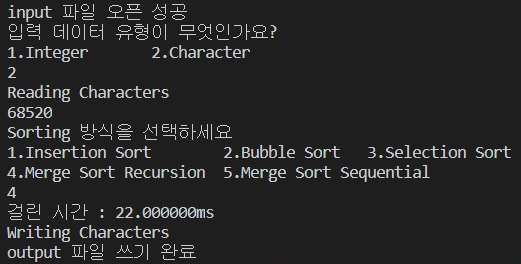 input 파일 오픈 성공
입력 데이터 유형이 무엇인가요?
1.Integer 2.Character
2
Reading Characters
68520
Sorting 방식을 선택하세요
1.Insertion Sort 2.Bubble Sort 3.Selection Sort
4.Merge Sort Recursion 5.Merge Sort Sequential
4
걸린 시간 : 22.000000ms
Writing Characters
output 파일 쓰기 완료